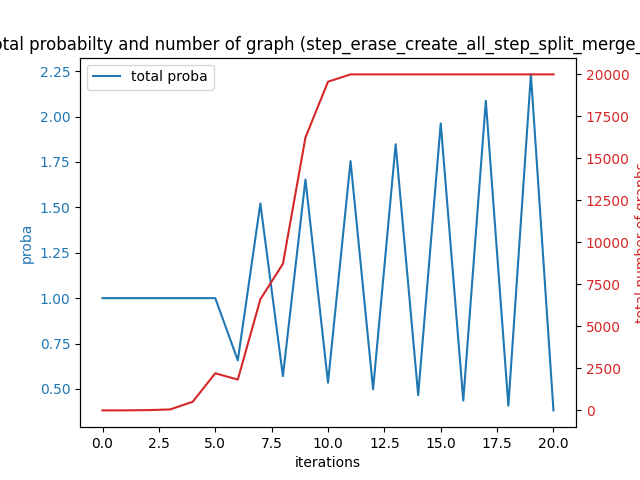 otal probabilty and number of graph (step_erase_create_all_step_split_merge_
total proba
proba
2.25
2.00
1.75
1.50
1.25
1.00
0.75
0.50
20000
17500
15000
12500
10000
7500
5000
2500
0
total number of graphs
0.0 2.5 5.0 7.5 10.0 12.5 15.0 17.5 20.0
iterations